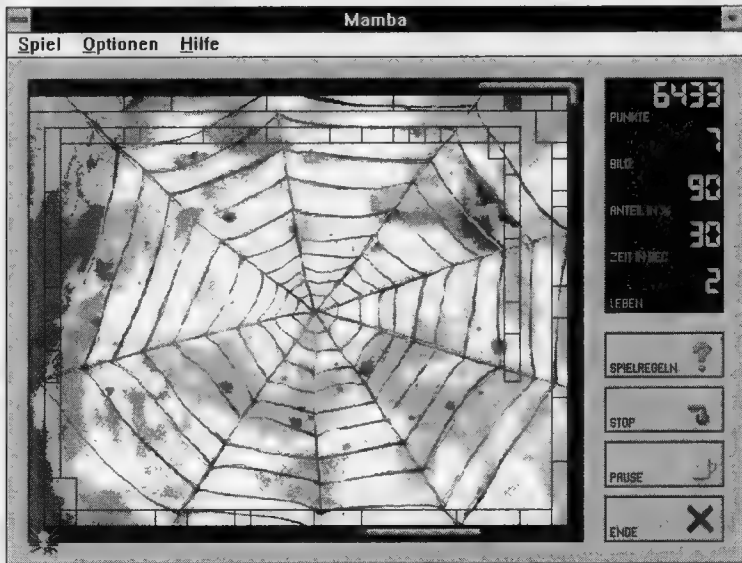 Mamba
Spiel Optionen Hilfe
6433
PUNKTE
7
BILD
90
ANTEIL IN %
30
ZEIT IN SEC
2
LEBEN
SPIELREGELN ?
STOP
PAUSE
ENDE